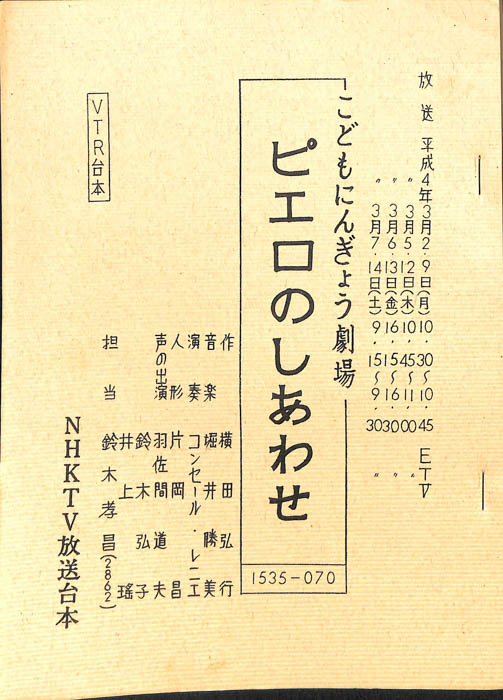 放送 平成4年3月2・9日(月)10・30〜10・45 ETV
〃 3月5・12日(木)10・45〜11・00 〃
〃 3月6・13日(金)16・15〜16・30
〃 3月7・14日(土)9・15〜9・30 〃
こどもにんぎょう劇場
ピエロのしあわせ
1535-070
作 横田弘行
音楽 堀井勝美
演奏 コンセール・レニエ
人形 片岡昌
声の出演 羽佐間道夫
鈴木弘子
井上瑤
担当 鈴木孝昌(2862)
VTR台本
NHKTV放送台本